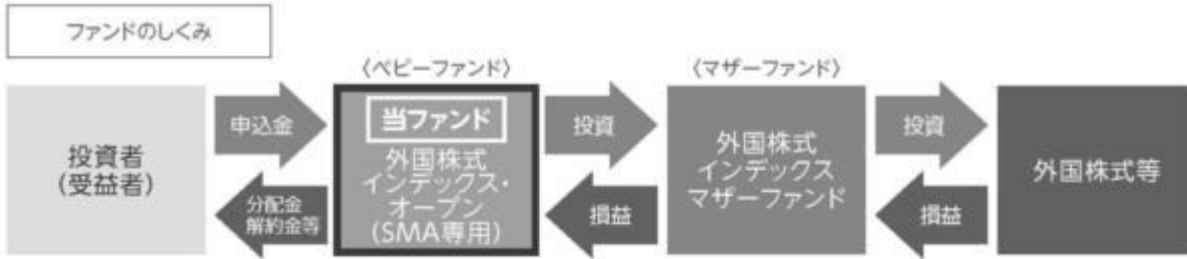 ファンドのしくみ
〈ベビーファンド〉
〈マザーファンド〉
投資者
(受益者)
申込金
分配金
解約金等
当ファンド
外国株式
インデックス・
オープン
(SMA専用)
投資
損益
外国株式
インデックス
マザーファンド
投資
損益
外国株式等